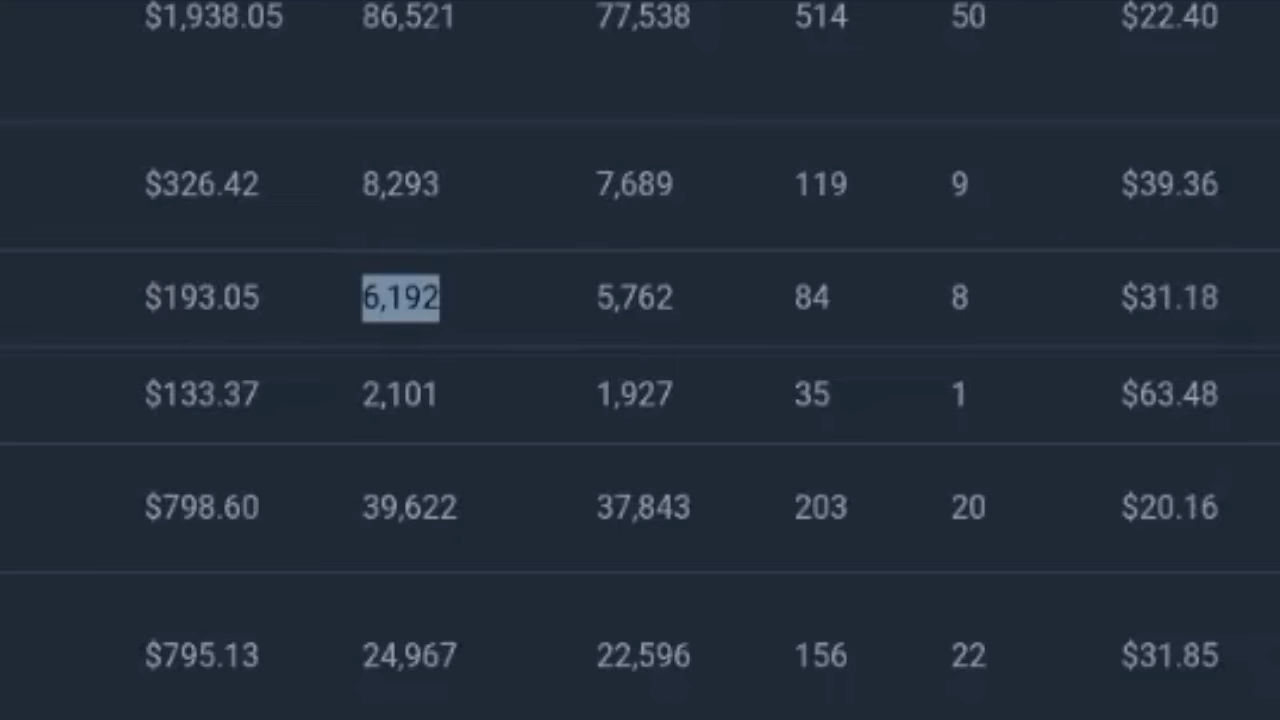 $1,938.05 86,521 77,538 514 50 $22.40
$326.42 8,293 7,689 119 9 $39.36
$193.05 6,192 5,762 84 8 $31.18
$133.37 2,101 1,927 35 1 $63.48
$798.60 39,622 37,843 203 20 $20.16
$795.13 24,967 22,596 156 22 $31.85